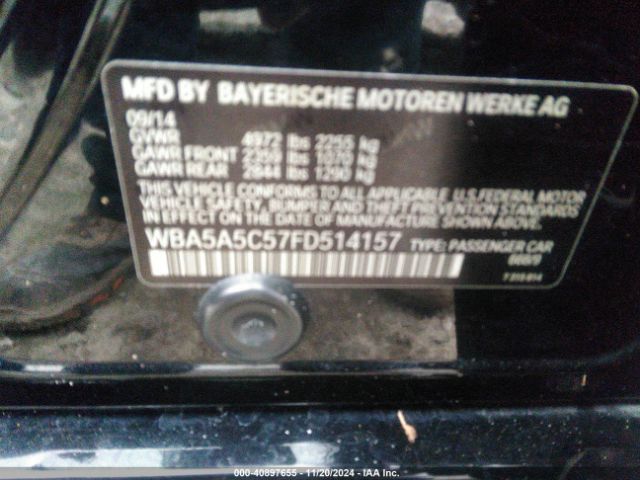 MFD BY BAYERISCHE MOTOREN WERKE AG
09/14
GVWR 4972 lbs 2255 kg
GAWR FRONT 2359 lbs 1070 kg
GAWR REAR 2844 lbs 1290 kg
THIS VEHICLE CONFORMS TO ALL APPLICABLE U.S. FEDERAL MOTOR
VEHICLE SAFETY, BUMPER AND THEFT PREVENTION
STANDARDS IN EFFECT ON THE DATE OF MANUFACTURE SHOWN ABOVE.
WBA5A5C57FD514157 TYPE: PASSENGER CAR
000-40897655 - 11/20/2024 - IAA Inc.